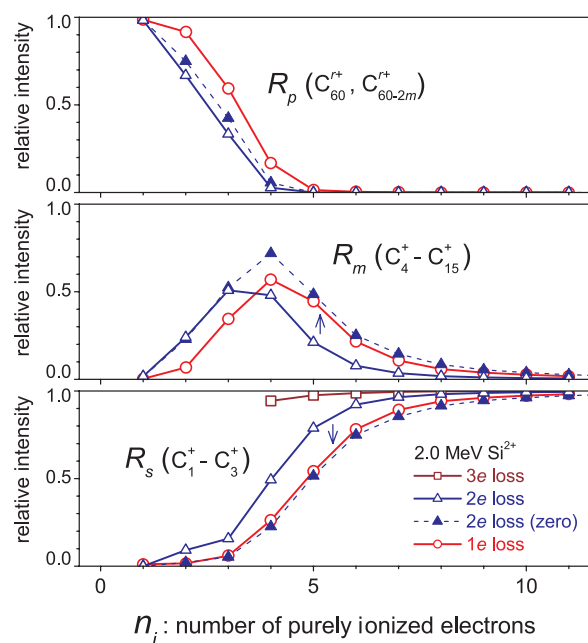 1.0
0.5
0.0
relative intensity
R_p (C_60^{r+}, C_{60-2m}^{r+})
1.0
0.5
0.0
relative intensity
R_m (C_4^+ - C_15^+)
1.0
0.5
0.0
relative intensity
R_s (C_1^+ - C_3^+)
2.0 MeV Si^{2+}
3e loss
2e loss
2e loss (zero)
1e loss
0 5 10
n_i : number of purely ionized electrons